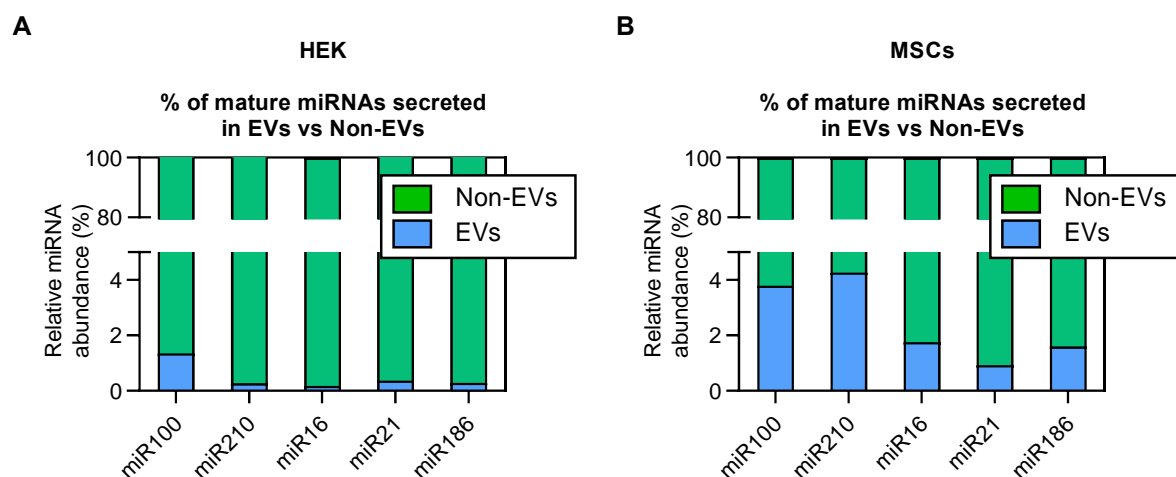 A
HEK
% of mature miRNAs secreted
in EVs vs Non-EVs
Relative miRNA
abundance (%)
100
80
4
2
0
Non-EVs
EVs
miR100
miR210
miR16
miR21
miR186
B
MSCs
% of mature miRNAs secreted
in EVs vs Non-EVs
Relative miRNA
abundance (%)
100
80
4
2
0
Non-EVs
EVs
miR100
miR210
miR16
miR21
miR186